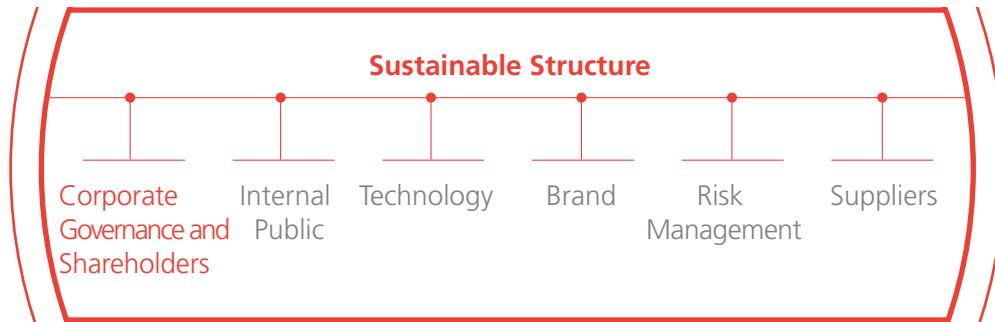 Sustainable Structure
Corporate
Governance and
Shareholders
Internal
Public
Technology
Brand
Risk
Management
Suppliers